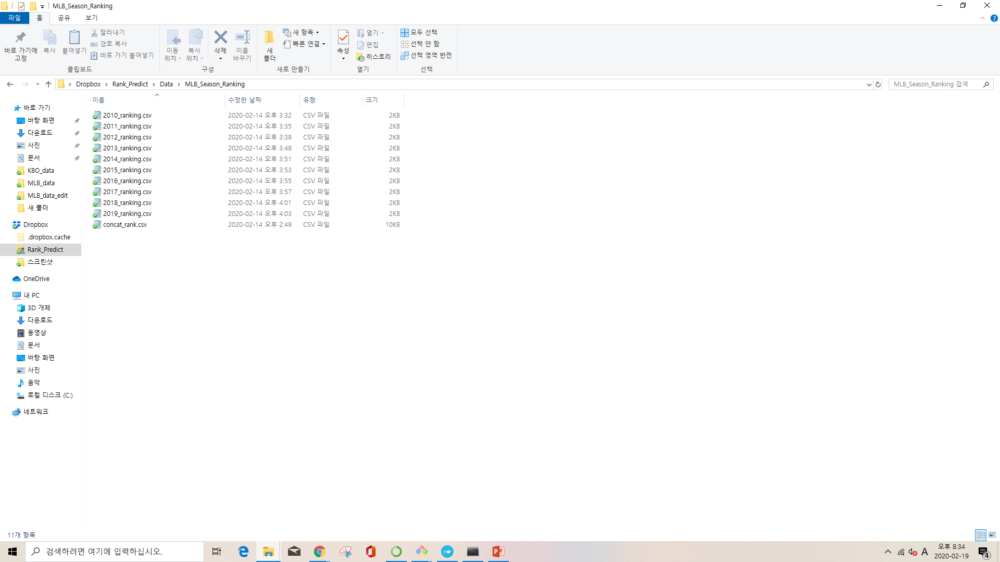 MLB_Season_Ranking
파일
홈
공유
보기
바로 가기에
고정
복사
붙여넣기
잘라내기
경로 복사
바로 가기 붙여넣기
클립보드
이동
위치
복사
위치
삭제
이름
바꾸기
구성
새
폴더
새 항목
빠른 연결
새로 만들기
속성
열기
편집
히스토리
열기
모두 선택
선택 안 함
선택 영역 반전
선택
Dropbox > Rank_Predict > Data > MLB_Season_Ranking
MLB_Season_Ranking 검색
바로 가기
바탕 화면
다운로드
사진
문서
KBO_data
MLB_data
MLB_data_edit
새 폴더
Dropbox
.dropbox.cache
Rank_Predict
스크린샷
OneDrive
내 PC
3D 개체
다운로드
동영상
문서
바탕 화면
사진
음악
로컬 디스크 (C:)
네트워크
이름 수정한 날짜 유형 크기
2010_ranking.csv 2020-02-14 오후 3:32 CSV 파일 2KB
2011_ranking.csv 2020-02-14 오후 3:35 CSV 파일 2KB
2012_ranking.csv 2020-02-14 오후 3:38 CSV 파일 2KB
2013_ranking.csv 2020-02-14 오후 3:48 CSV 파일 2KB
2014_ranking.csv 2020-02-14 오후 3:51 CSV 파일 2KB
2015_ranking.csv 2020-02-14 오후 3:53 CSV 파일 2KB
2016_ranking.csv 2020-02-14 오후 3:55 CSV 파일 2KB
2017_ranking.csv 2020-02-14 오후 3:57 CSV 파일 2KB
2018_ranking.csv 2020-02-14 오후 4:01 CSV 파일 2KB
2019_ranking.csv 2020-02-14 오후 4:03 CSV 파일 2KB
concat_rank.csv 2020-02-14 오후 2:49 CSV 파일 10KB
11개 항목
검색하려면 여기에 입력하십시오.
A
오후 8:34
2020-02-19
4